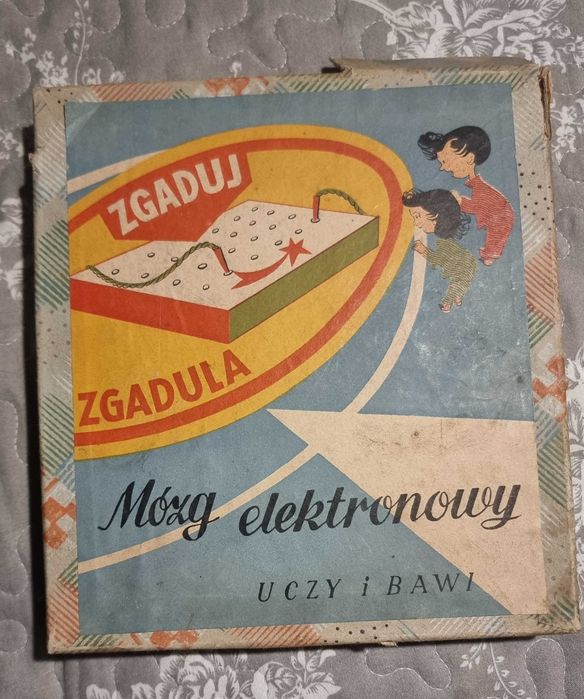 ZGADUJ
ZGADULA
Mózg elektronowy
UCZY i BAWI